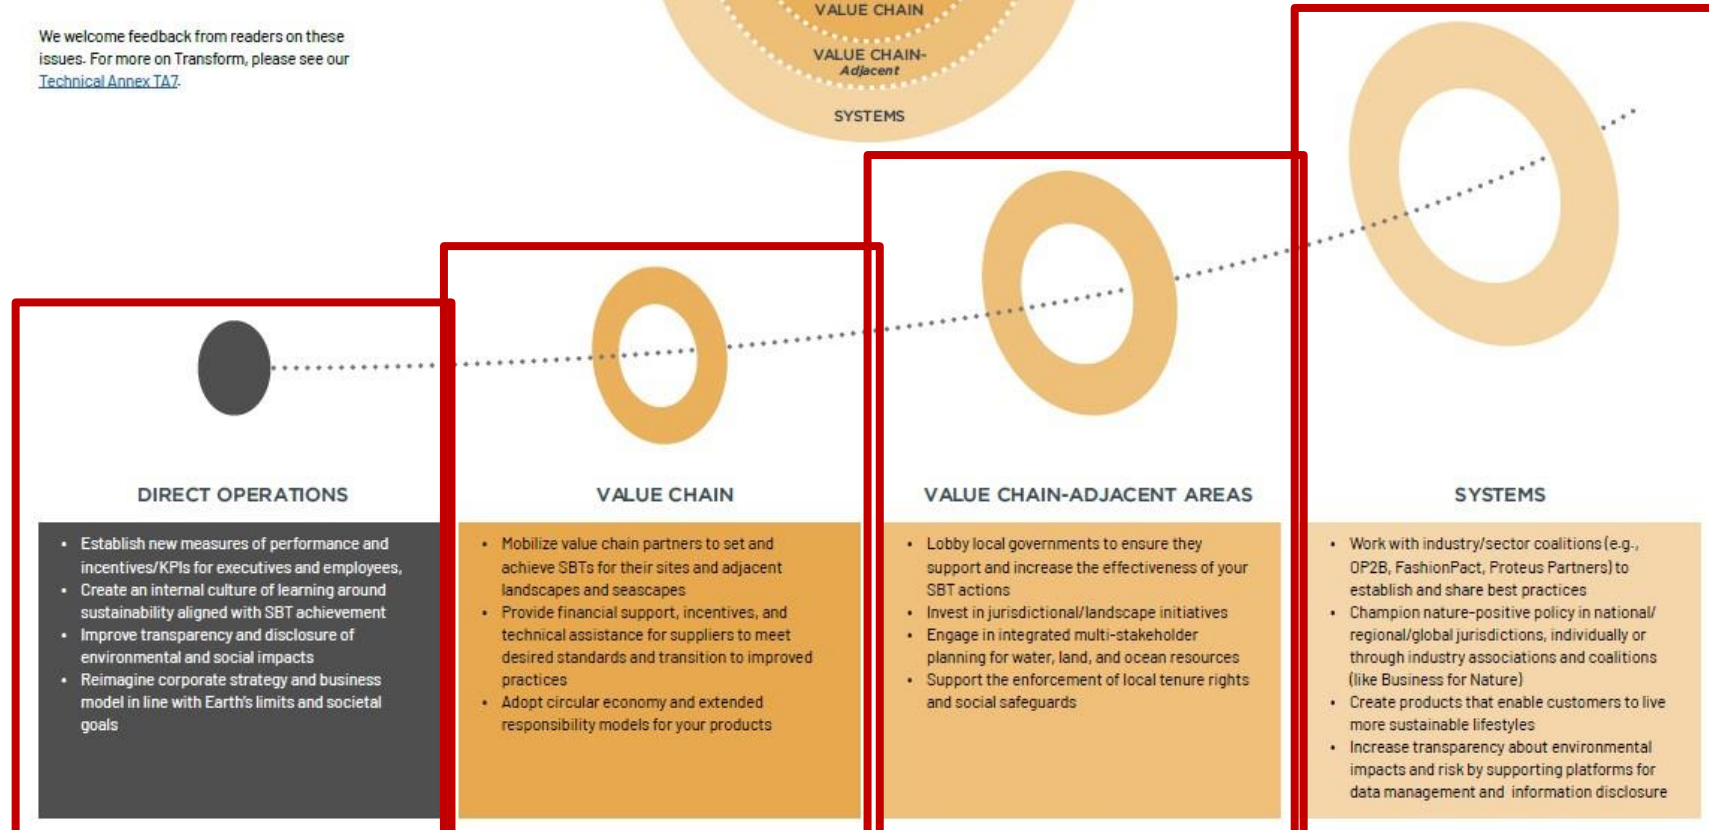 We welcome feedback from readers on these
issues. For more on Transform, please see our
Technical Annex TA7.
VALUE CHAIN
VALUE CHAIN-
Adjacent
SYSTEMS
DIRECT OPERATIONS
• Establish new measures of performance and
incentives/KPIs for executives and employees,
• Create an internal culture of learning around
sustainability aligned with SBT achievement
• Improve transparency and disclosure of
environmental and social impacts
• Reimagine corporate strategy and business
model in line with Earth's limits and societal
goals
VALUE CHAIN
• Mobilize value chain partners to set and
achieve SBTs for their sites and adjacent
landscapes and seascapes
• Provide financial support, incentives, and
technical assistance for suppliers to meet
desired standards and transition to improved
practices
• Adopt circular economy and extended
responsibility models for your products
VALUE CHAIN-ADJACENT AREAS
• Lobby local governments to ensure they
support and increase the effectiveness of your
SBT actions
• Invest in jurisdictional/landscape initiatives
• Engage in integrated multi-stakeholder
planning for water, land, and ocean resources
• Support the enforcement of local tenure rights
and social safeguards
SYSTEMS
• Work with industry/sector coalitions (e.g.,
OP2B, FashionPact, Proteus Partners) to
establish and share best practices
• Champion nature-positive policy in national/
regional/global jurisdictions, individually or
through industry associations and coalitions
(like Business for Nature)
• Create products that enable customers to live
more sustainable lifestyles
• Increase transparency about environmental
impacts and risk by supporting platforms for
data management and information disclosure